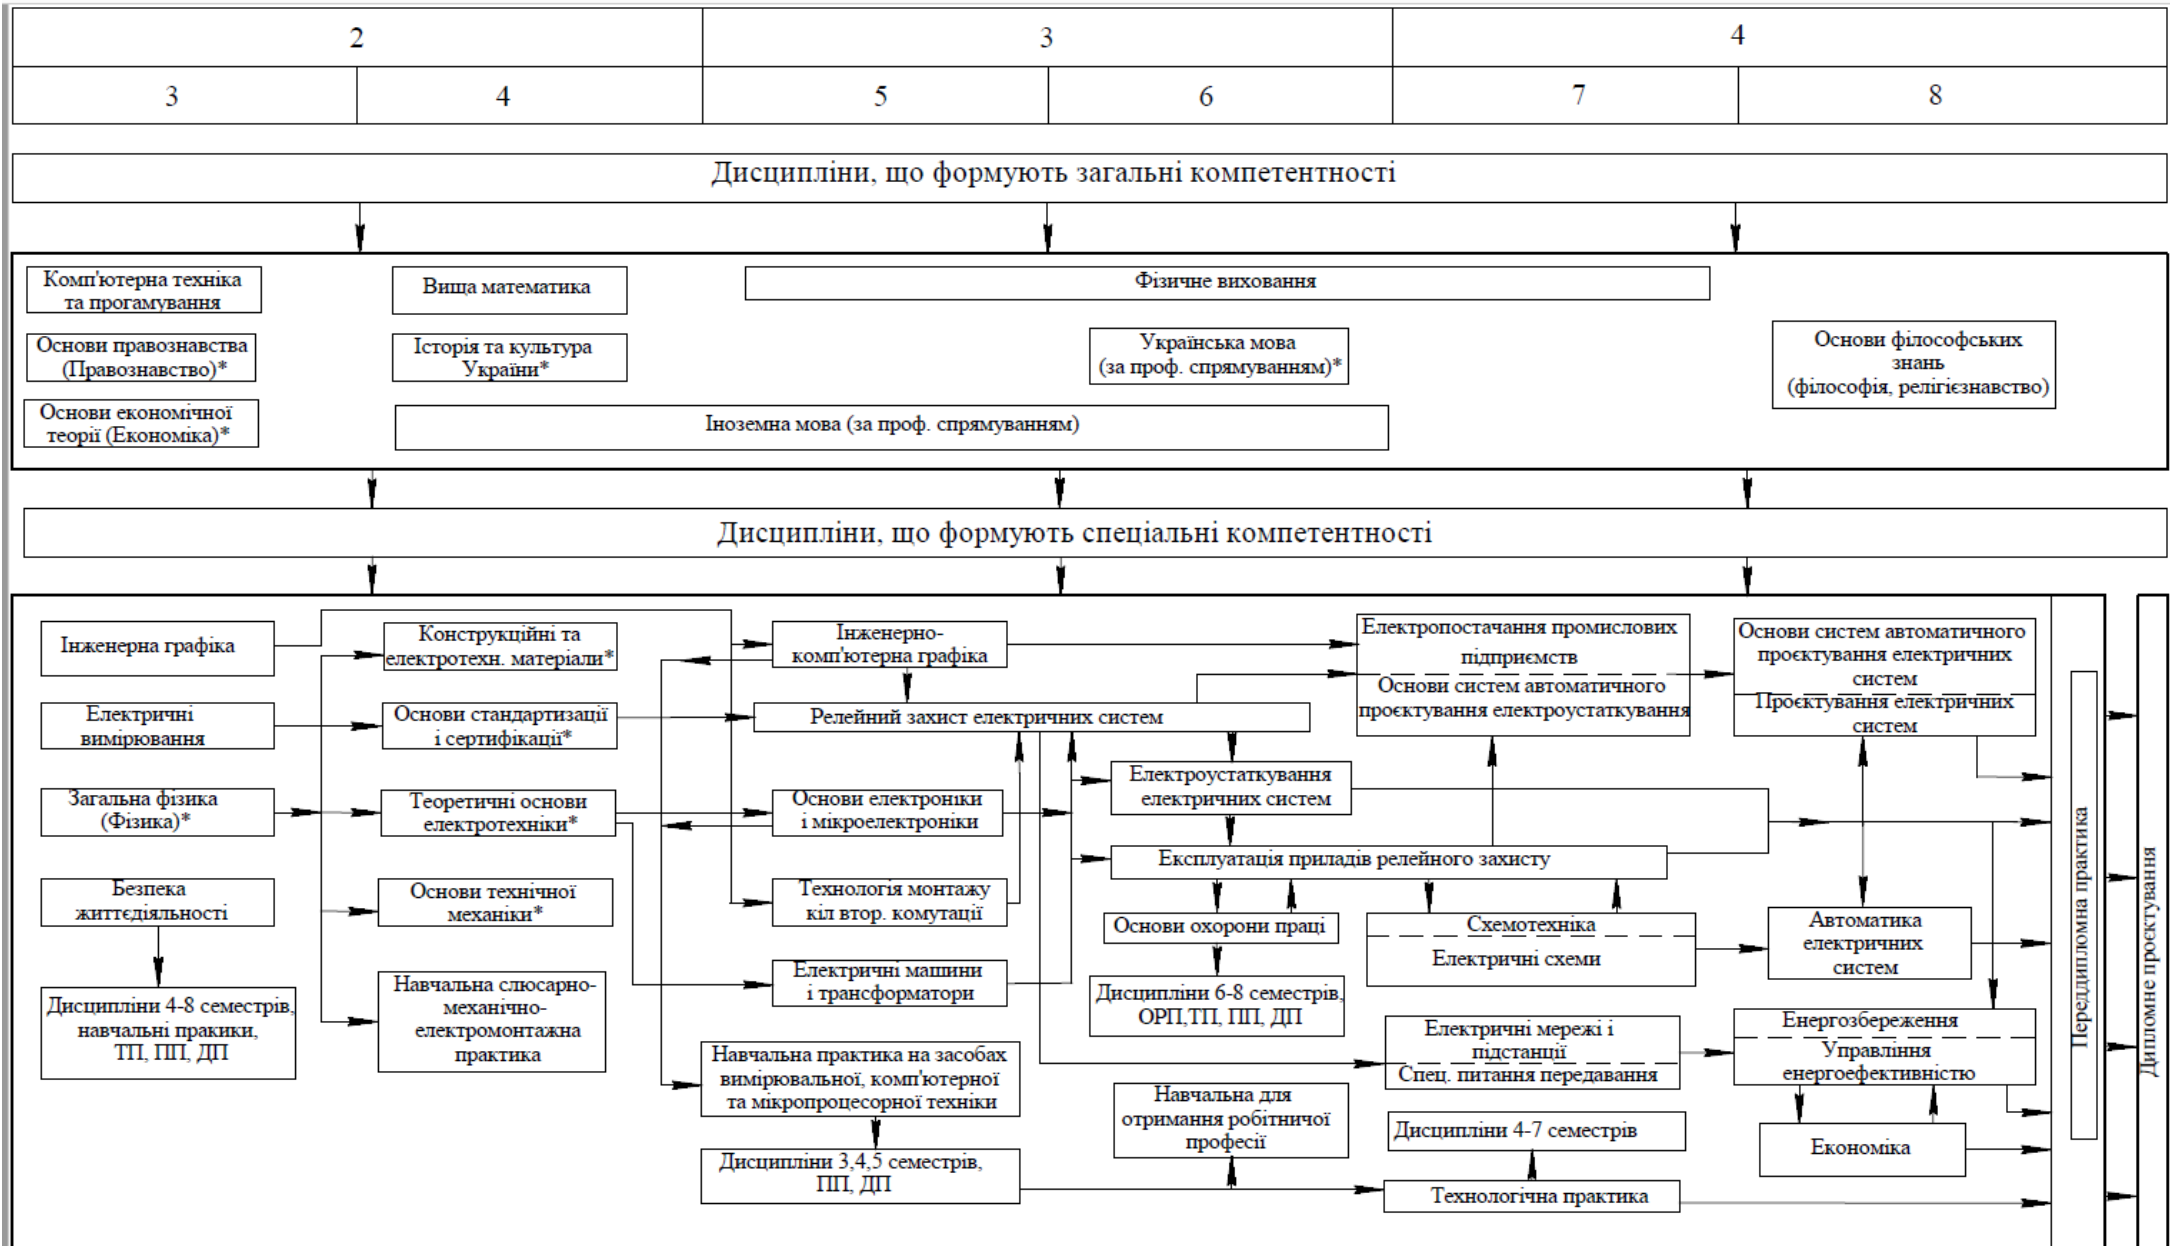 2
3
4
3
4
5
6
7
8
Дисципліни, що формують загальні компетентності
Комп'ютерна техніка
та прогамування
Вища математика
Фізичне виховання
Основи правознавства
(Правознавство)*
Історія та культура
України*
Українська мова
(за проф. спрямуванням)*
Основи філософських
знань
(філософія, релігієзнавство)
Основи економічної
теорії (Економіка)*
Іноземна мова (за проф. спрямуванням)
Дисципліни, що формують спеціальні компетентності
Інженерна графіка
Електричні
вимірювання
Загальна фізика
(Фізика)*
Безпека
життєдіяльності
Дисципліни 4-8 семестрів,
навчальні пракики,
ТП, ПП, ДП
Конструкційні та
електротехн. матеріали*
Основи стандартизації
і сертифікації*
Теоретичні основи
електротехніки*
Основи технічної
механіки*
Навчальна слюсарно-
механічно-
електромонтажна
практика
Інженерно-
комп'ютерна графіка
Релейний захист електричних систем
Основи електроніки
і мікроелектроніки
Технологія монтажу
кіл втор. комутації
Електричні машини
і трансформатори
Навчальна практика на засобах
вимірювальної, комп'ютерної
та мікропроцесорної техніки
Дисципліни 3,4,5 семестрів,
ПП, ДП
Електроустаткування
електричних систем
Експлуатація приладів релейного захисту
Основи охорони праці
Дисципліни 6-8 семестрів,
ОРП,ТП, ПП, ДП
Навчальна для
отримання робітничої
професії
Електропостачання промислових
підприємств
Основи систем автоматичного
проєктування електроустаткування
Схемотехніка
Електричні схеми
Електричні мережі і
підстанції
Спец. питання передавання
Дисципліни 4-7 семестрів
Технологічна практика
Основи систем автоматичного
проєктування електричних
систем
Проєктування електричних
систем
Автоматика
електричних
систем
Енергозбереження
Управління
енергоефективністю
Економіка
Переддипломна практика
Дипломне проєктування